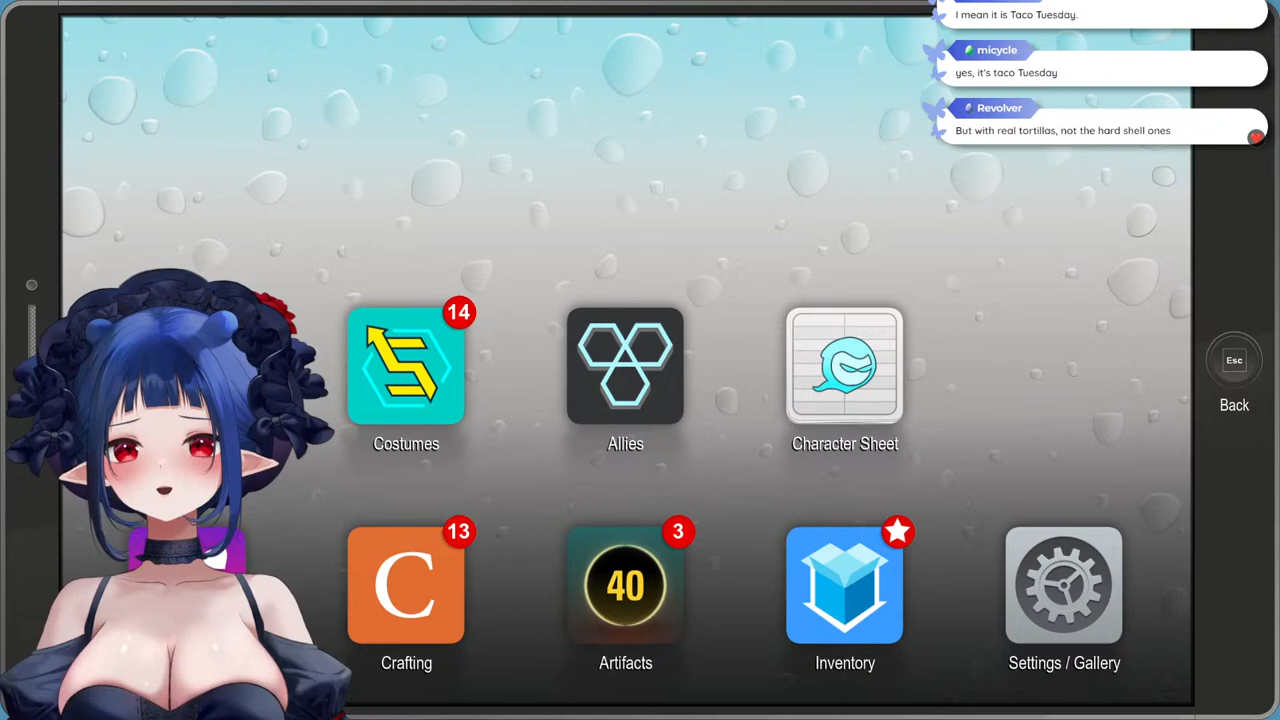 I mean it is Taco Tuesday.
micycle
yes, it's taco Tuesday
Revolver
But with real tortillas, not the hard shell ones
14
Costumes
Allies
Character Sheet
Esc
Back
13
C
Crafting
3
40
Artifacts
Inventory
Settings / Gallery